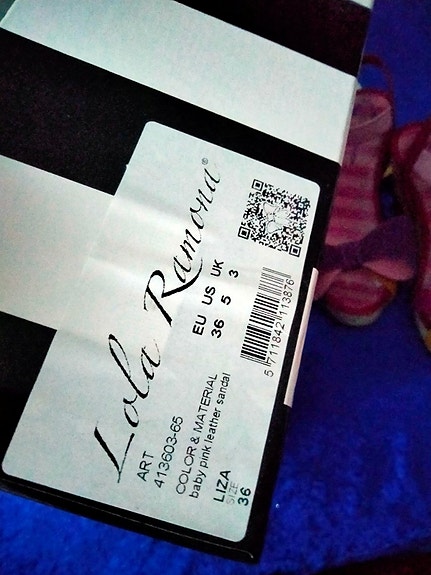 Lola Ramona®
EU US UK
36 5 3
ART
413603-65
COLOR & MATERIAL
baby pink leather sandal
LIZA
SIZE
36
5 711842 113876